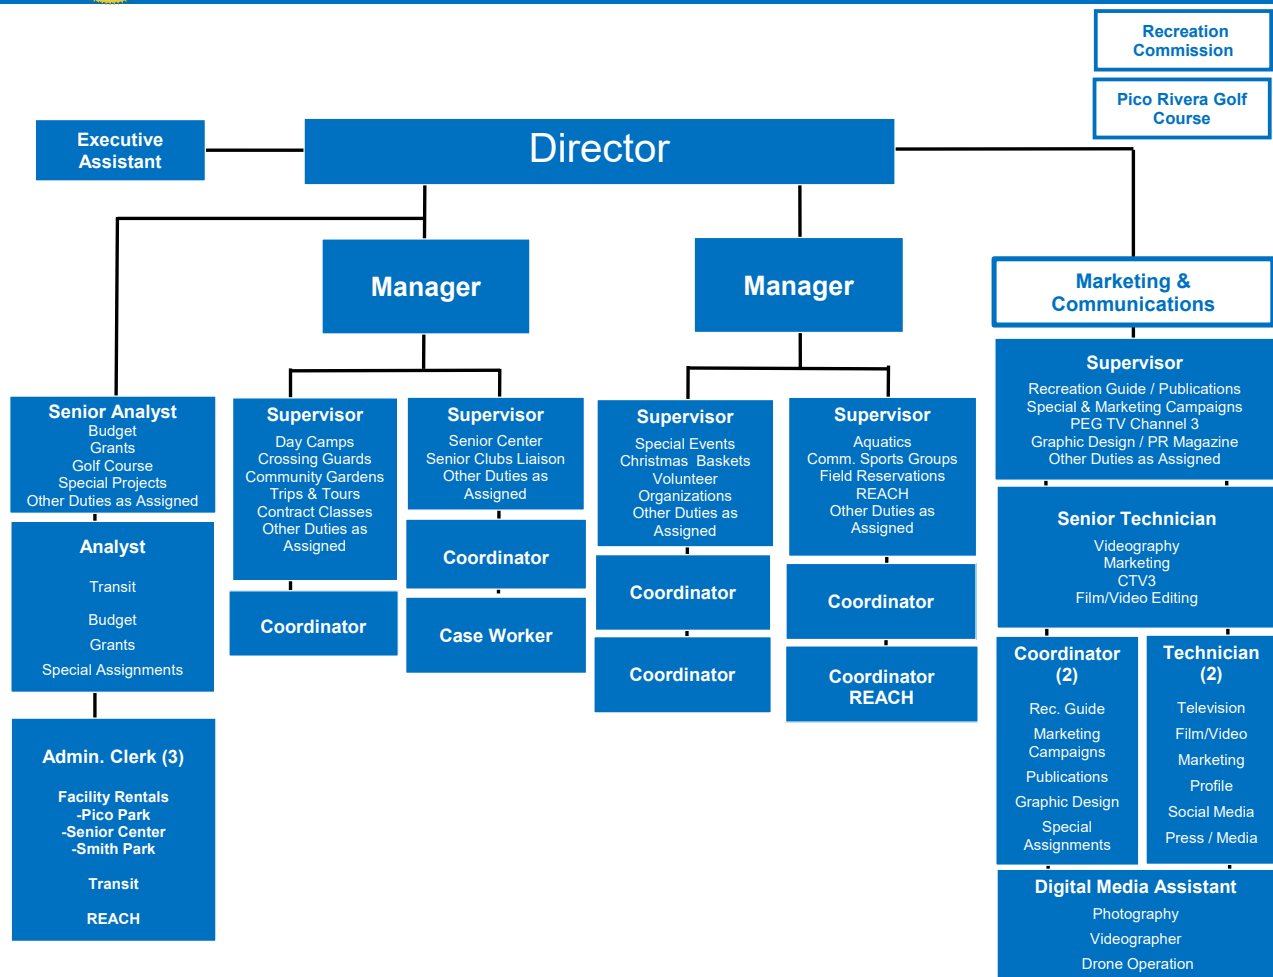 Recreation
Commission
Pico Rivera Golf
Course
Executive
Assistant
Director
Manager
Manager
Marketing &
Communications
Senior Analyst
Budget
Grants
Golf Course
Special Projects
Other Duties as Assigned
Analyst
Transit
Budget
Grants
Special Assignments
Admin. Clerk (3)
Facility Rentals
-Pico Park
-Senior Center
-Smith Park
Transit
REACH
Supervisor
Day Camps
Crossing Guards
Community Gardens
Trips & Tours
Contract Classes
Other Duties as
Assigned
Coordinator
Supervisor
Senior Center
Senior Clubs Liaison
Other Duties as
Assigned
Coordinator
Case Worker
Supervisor
Special Events
Christmas  Baskets
Volunteer
Organizations
Other Duties as
Assigned
Coordinator
Coordinator
Supervisor
Aquatics
Comm. Sports Groups
Field Reservations
REACH
Other Duties as
Assigned
Coordinator
Coordinator
REACH
Supervisor
Recreation Guide / Publications
Special & Marketing Campaigns
PEG TV Channel 3
Graphic Design / PR Magazine
Other Duties as Assigned
Senior Technician
Videography
Marketing
CTV3
Film/Video Editing
Coordinator
(2)
Rec. Guide
Marketing
Campaigns
Publications
Graphic Design
Special
Assignments
Technician
(2)
Television
Film/Video
Marketing
Profile
Social Media
Press / Media
Digital Media Assistant
Photography
Videographer
Drone Operation